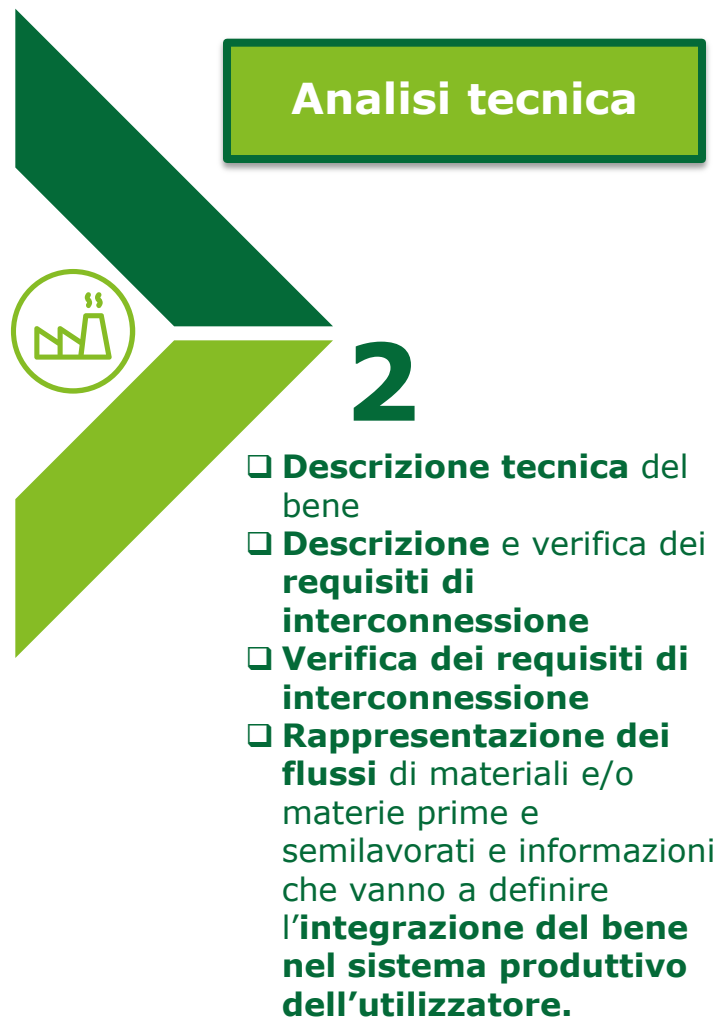 Analisi tecnica
2
❑ Descrizione tecnica del
bene
❑ Descrizione e verifica dei
requisiti di
interconnessione
❑ Verifica dei requisiti di
interconnessione
❑ Rappresentazione dei
flussi di materiali e/o
materie prime e
semilavorati e informazioni
che vanno a definire
l’integrazione del bene
nel sistema produttivo
dell’utilizzatore.